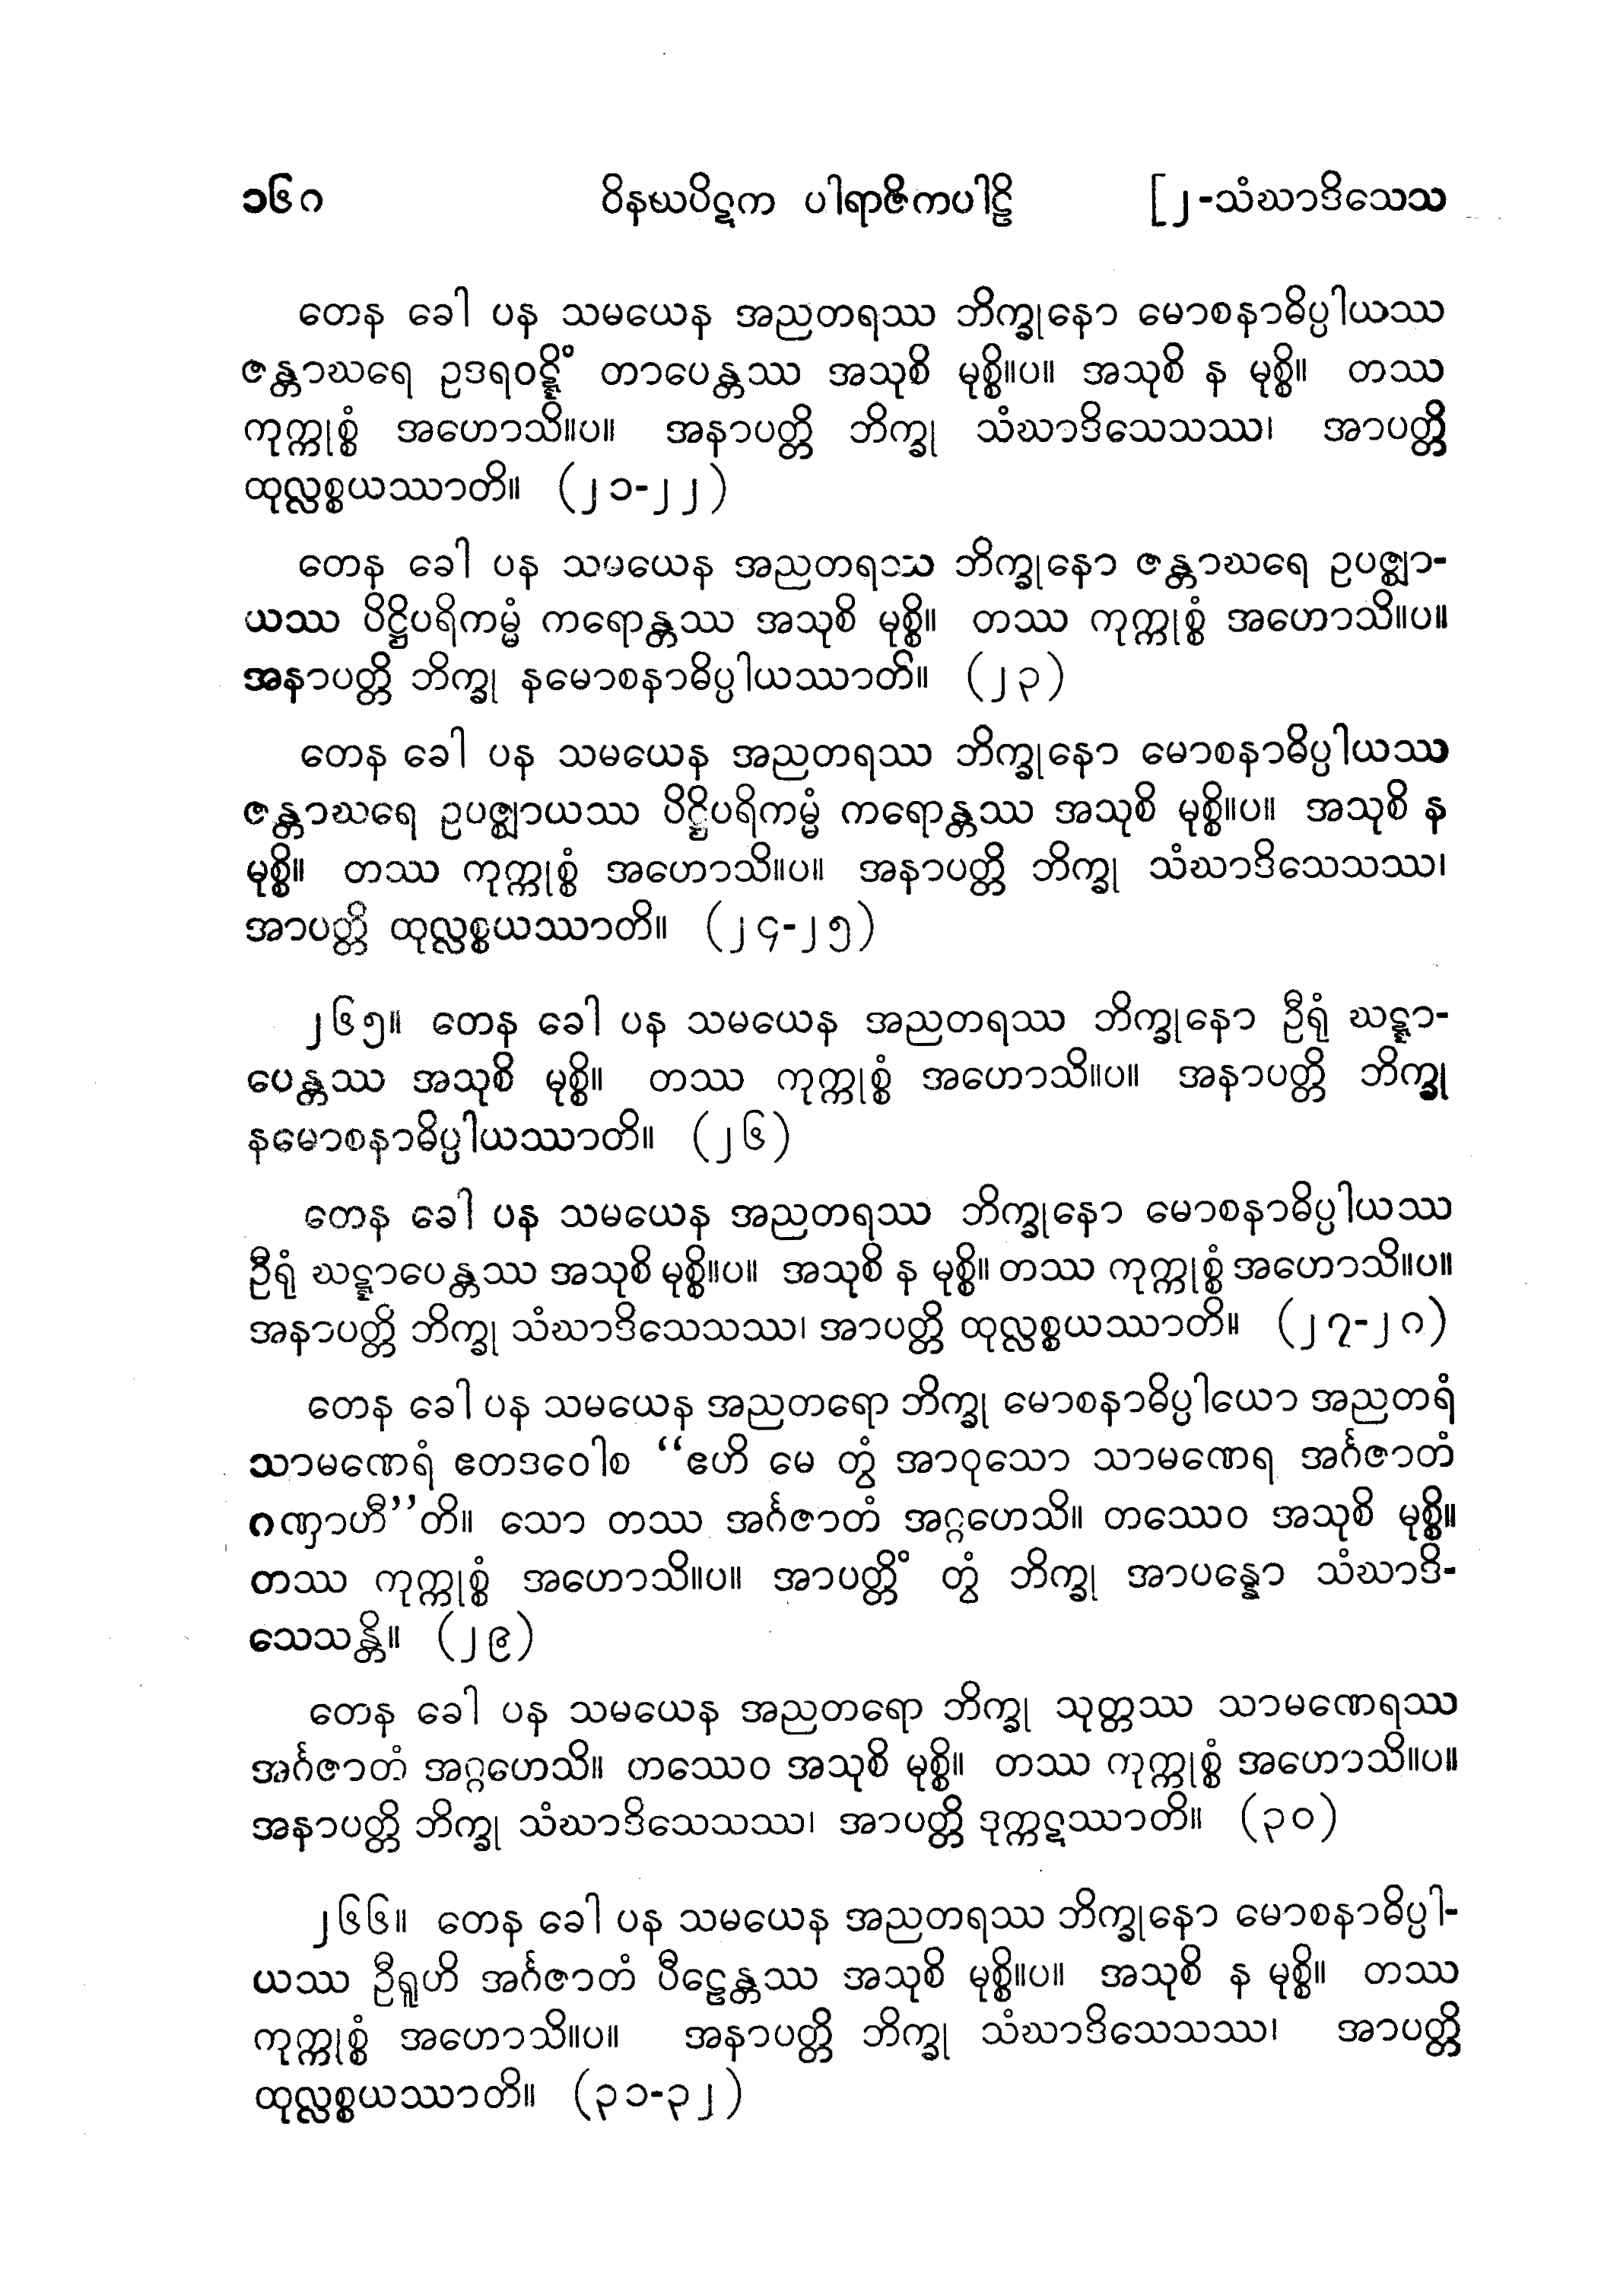 ၁၆၈ ဝိနယပိဋက ပါရာဇိကပါဠိ [၂-သံဃာဒိသေသ
တေန ခေါ ပန သမယေန အညတရဿ ဘိက္ခုနော မောစနာဓိပ္ပါယဿ
ဇန္တာဃရေ ဥဒရဝဋ္ဋိံ တာပေန္တဿ အသုစိ မုစ္စိ။ပ။ အသုစိ န မုစ္စိ။ တဿ
ကုက္ကုစ္စံ အဟောသိ။ပ။ အနာပတ္တိ ဘိက္ခု သံဃာဒိသေသဿ၊ အာပတ္တိ
ထုလ္လစ္စယဿာတိ။ (၂၁-၂၂)
တေန ခေါ ပန သမယေန အညတရဿ ဘိက္ခုနော ဇန္တာဃရေ ဥပဇ္ဈာ-
ယဿ ပိဋ္ဌိပရိကမ္မံ ကရောန္တဿ အသုစိ မုစ္စိ။ တဿ ကုက္ကုစ္စံ အဟောသိ။ပ။
အနာပတ္တိ ဘိက္ခု နမောစနာဓိပ္ပါယဿာတိ။ (၂၃)
တေန ခေါ ပန သမယေန အညတရဿ ဘိက္ခုနော မောစနာဓိပ္ပါယဿ
ဇန္တာဃရေ ဥပဇ္ဈာယဿ ပိဋ္ဌိပရိကမ္မံ ကရောန္တဿ အသုစိ မုစ္စိ။ပ။ အသုစိ န
မုစ္စိ။ တဿ ကုက္ကုစ္စံ အဟောသိ။ပ။ အနာပတ္တိ ဘိက္ခု သံဃာဒိသေသဿ၊
အာပတ္တိ ထုလ္လစ္စယဿာတိ။ (၂၄-၂၅)
၂၆၅။ တေန ခေါ ပန သမယေန အညတရဿ ဘိက္ခုနော ဦရုံ ဃဋ္ဋာ-
ပေန္တဿ အသုစိ မုစ္စိ။ တဿ ကုက္ကုစ္စံ အဟောသိ။ပ။ အနာပတ္တိ ဘိက္ခု
နမောစနာဓိပ္ပါယဿာတိ။ (၂၆)
တေန ခေါ ပန သမယေန အညတရဿ ဘိက္ခုနော မောစနာဓိပ္ပါယဿ
ဦရုံ ဃဋ္ဋာပေန္တဿ အသုစိ မုစ္စိ။ပ။ အသုစိ န မုစ္စိ။ တဿ ကုက္ကုစ္စံ အဟောသိ။ပ။
အနာပတ္တိ ဘိက္ခု သံဃာဒိသေသဿ၊ အာပတ္တိ ထုလ္လစ္စယဿာတိ။ (၂၇-၂၈)
တေန ခေါ ပန သမယေန အညတရော ဘိက္ခု မောစနာဓိပ္ပါယော အညတရံ
သာမဏေရံ ဧတဒဝေါစ “ဧဟိ မေ တွံ အာဝုသော သာမဏေရ အင်္ဂဇာတံ
ဂဏှာဟီ”တိ။ သော တဿ အင်္ဂဇာတံ အဂ္ဂဟေသိ။ တဿေဝ အသုစိ မုစ္စိ။
တဿ ကုက္ကုစ္စံ အဟောသိ။ပ။ အာပတ္တိံ တွံ ဘိက္ခု အာပန္နော သံဃာဒိ-
သေသန္တိ။ (၂၉)
တေန ခေါ ပန သမယေန အညတရော ဘိက္ခု သုတ္တဿ သာမဏေရဿ
အင်္ဂဇာတံ အဂ္ဂဟေသိ။ တဿေဝ အသုစိ မုစ္စိ။ တဿ ကုက္ကုစ္စံ အဟောသိ။ပ။
အနာပတ္တိ ဘိက္ခု သံဃာဒိသေသဿ၊ အာပတ္တိ ဒုက္ကဋဿာတိ။ (၃၀)
၂၆၆။ တေန ခေါ ပန သမယေန အညတရဿ ဘိက္ခုနော မောစနာဓိပ္ပါ-
ယဿ ဦရူဟိ အင်္ဂဇာတံ ပီဠေန္တဿ အသုစိ မုစ္စိ။ပ။ အသုစိ န မုစ္စိ။ တဿ
ကုက္ကုစ္စံ အဟောသိ။ပ။ အနာပတ္တိ ဘိက္ခု သံဃာဒိသေသဿ၊ အာပတ္တိ
ထုလ္လစ္စယဿာတိ။ (၃၁-၃၂)